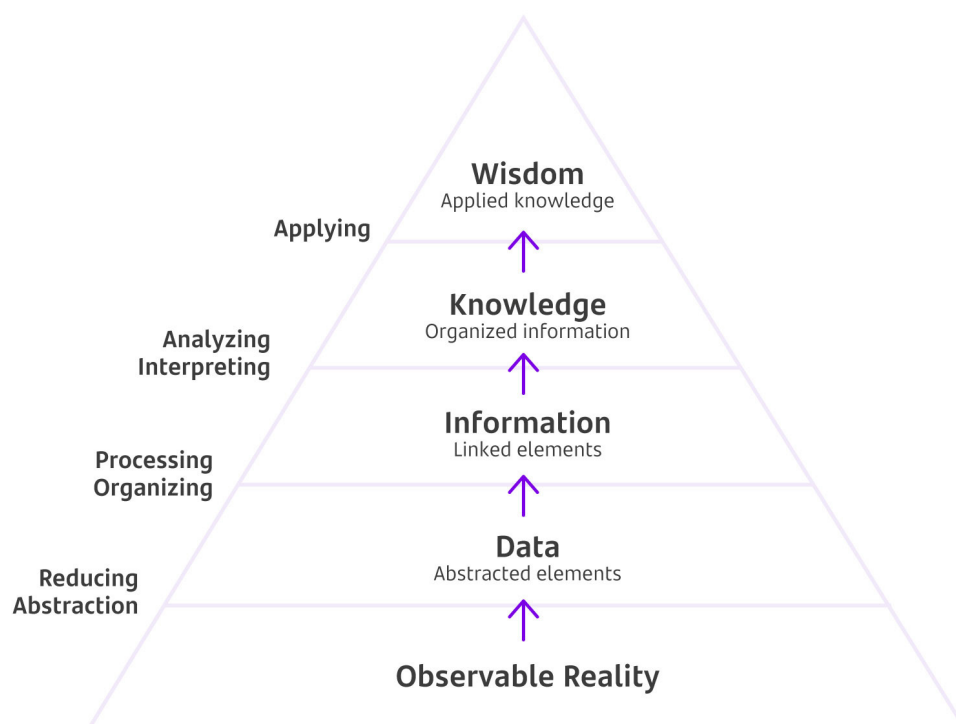 Wisdom
Applied knowledge
Applying
Knowledge
Organized information
Analyzing
Interpreting
Information
Linked elements
Processing
Organizing
Data
Abstracted elements
Reducing
Abstraction
Observable Reality